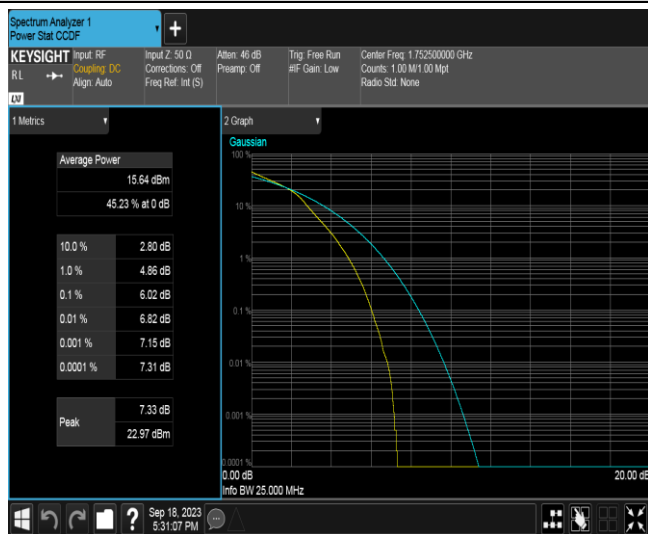 Spectrum Analyzer 1
Power Stat CCDF
+
KEYSIGHT Input: RF Input Z: 50 Ω Atten: 46 dB Trig: Free Run Center Freq: 1.752500000 GHz
RL Coupling: DC Corrections: Off Preamp: Off #IF Gain: Low Counts: 1.00 M/1.00 Mpt
Align: Auto Freq Ref: Int (S) Radio Std: None
LXI
1 Metrics 2 Graph
Gaussian
Average Power
15.64 dBm
45.23 % at 0 dB
10.0 % 2.80 dB
1.0 % 4.86 dB
0.1 % 6.02 dB
0.01 % 6.82 dB
0.001 % 7.15 dB
0.0001 % 7.31 dB
Peak 7.33 dB
22.97 dBm
100 %
10 %
1 %
0.1 %
0.01 %
0.001 %
0.0001 %
0.00 dB 20.00 dB
Info BW 25.000 MHz
? Sep 18, 2023
5:31:07 PM